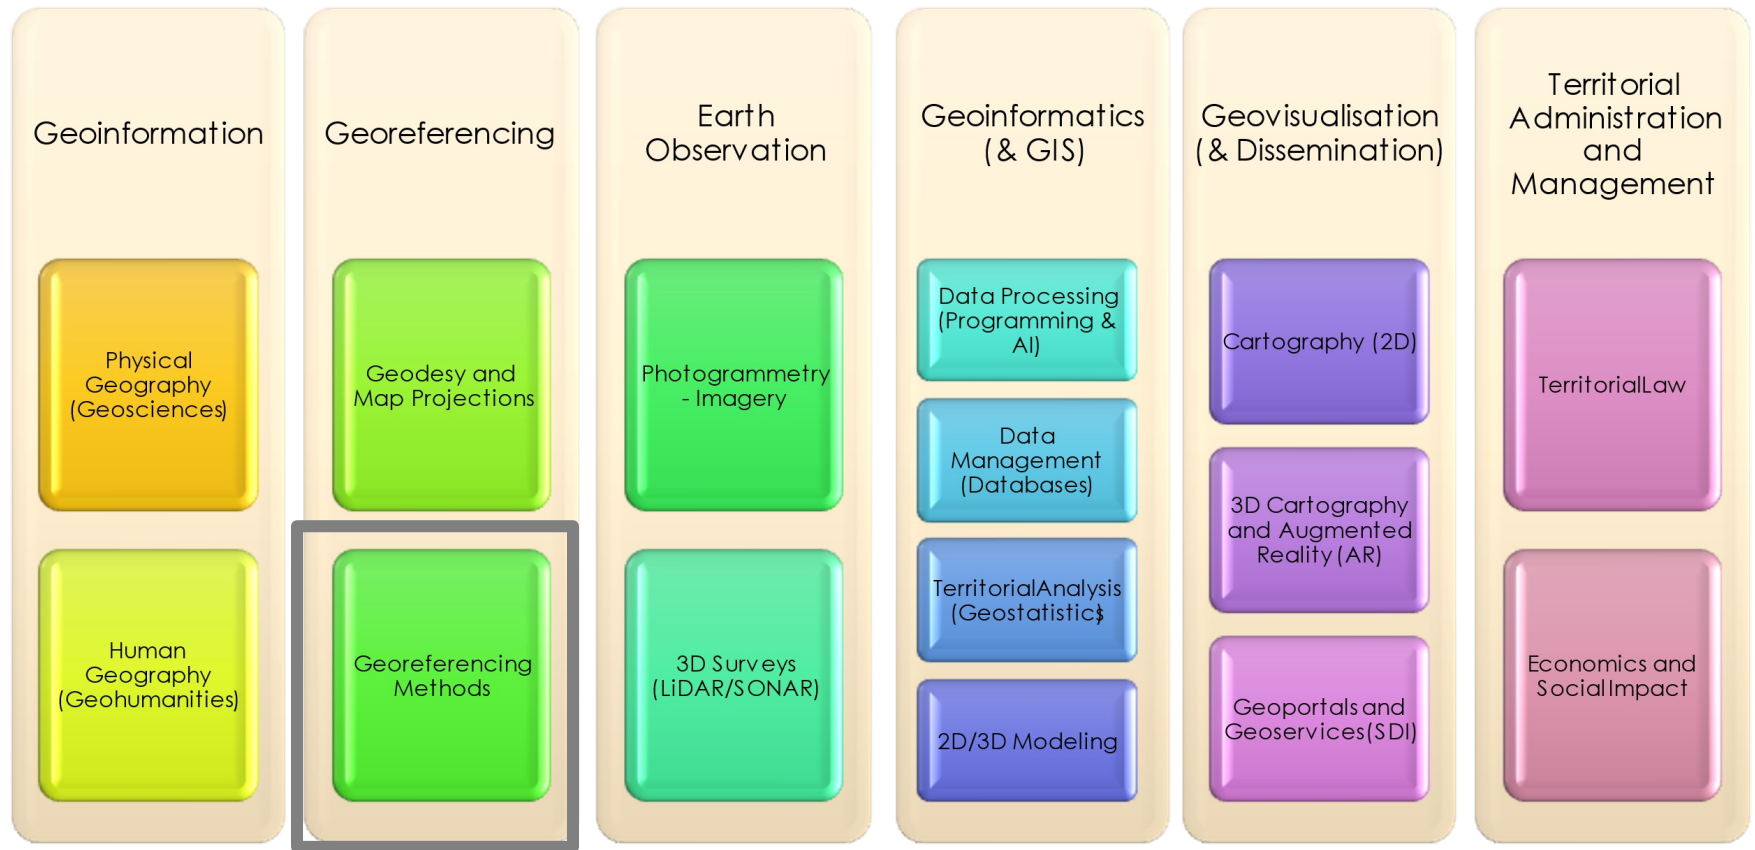 Geoinformation
Physical
Geography
(Geosciences)
Human
Geography
(Geohumanities)
Georeferencing
Geodesy and
Map Projections
Georeferencing
Methods
Earth
Observation
Photogrammetry
- Imagery
3D Surveys
(LiDAR/SONAR)
Geoinformatics
(& GIS)
Data Processing
(Programming &
AI)
Data
Management
(Databases)
TerritorialAnalysis
(Geostatistics)
2D/3D Modeling
Geovisualisation
(& Dissemination)
Cartography (2D)
3D Cartography
and Augmented
Reality (AR)
Geoportals and
Geoservices(SDI)
Territorial
Administration
and
Management
TerritorialLaw
Economics and
Social Impact